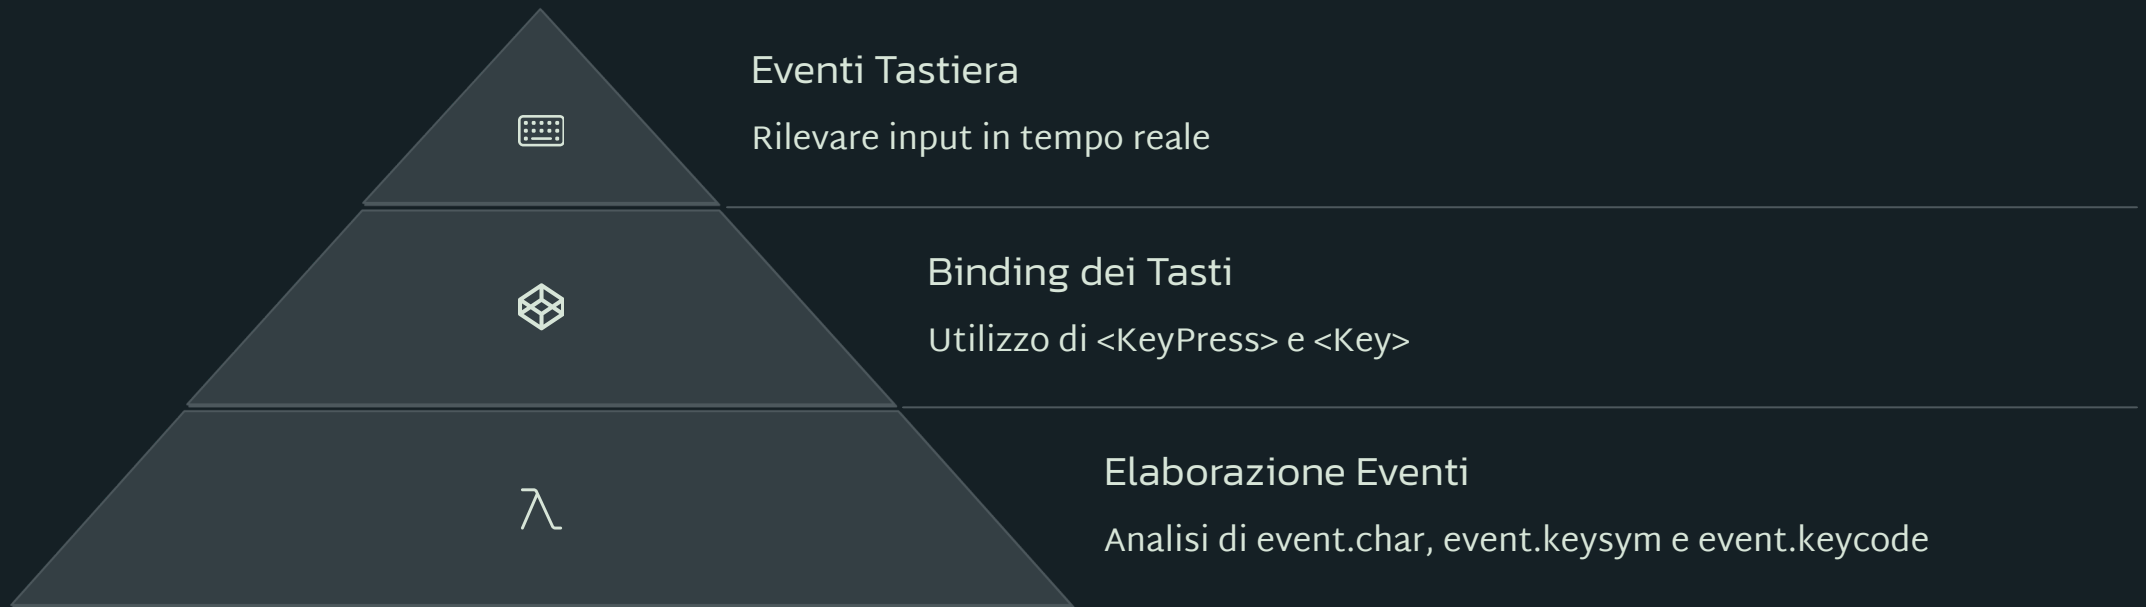 Eventi Tastiera
Rilevare input in tempo reale
Binding dei Tasti
Utilizzo di <KeyPress> e <Key>
Elaborazione Eventi
Analisi di event.char, event.keysym e event.keycode